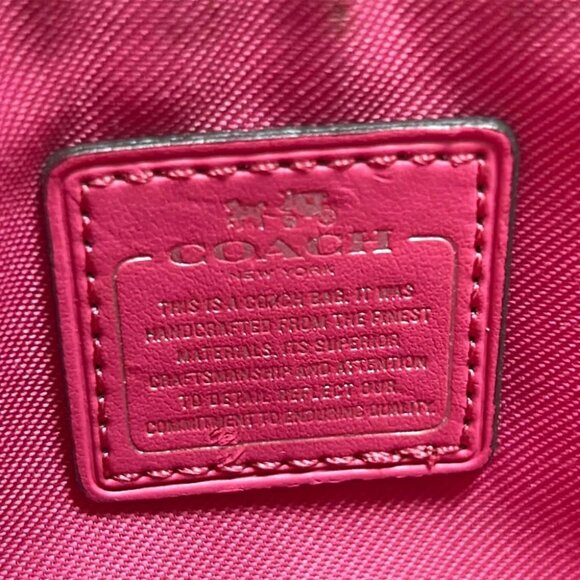 COACH
NEW YORK
THIS IS A COACH BAG. IT WAS
HANDCRAFTED FROM THE FINEST
MATERIALS. ITS SUPERIOR
CRAFTSMANSHIP AND ATTENTION
TO DETAIL REFLECT OUR
COMMITMENT TO ENDURING QUALITY.